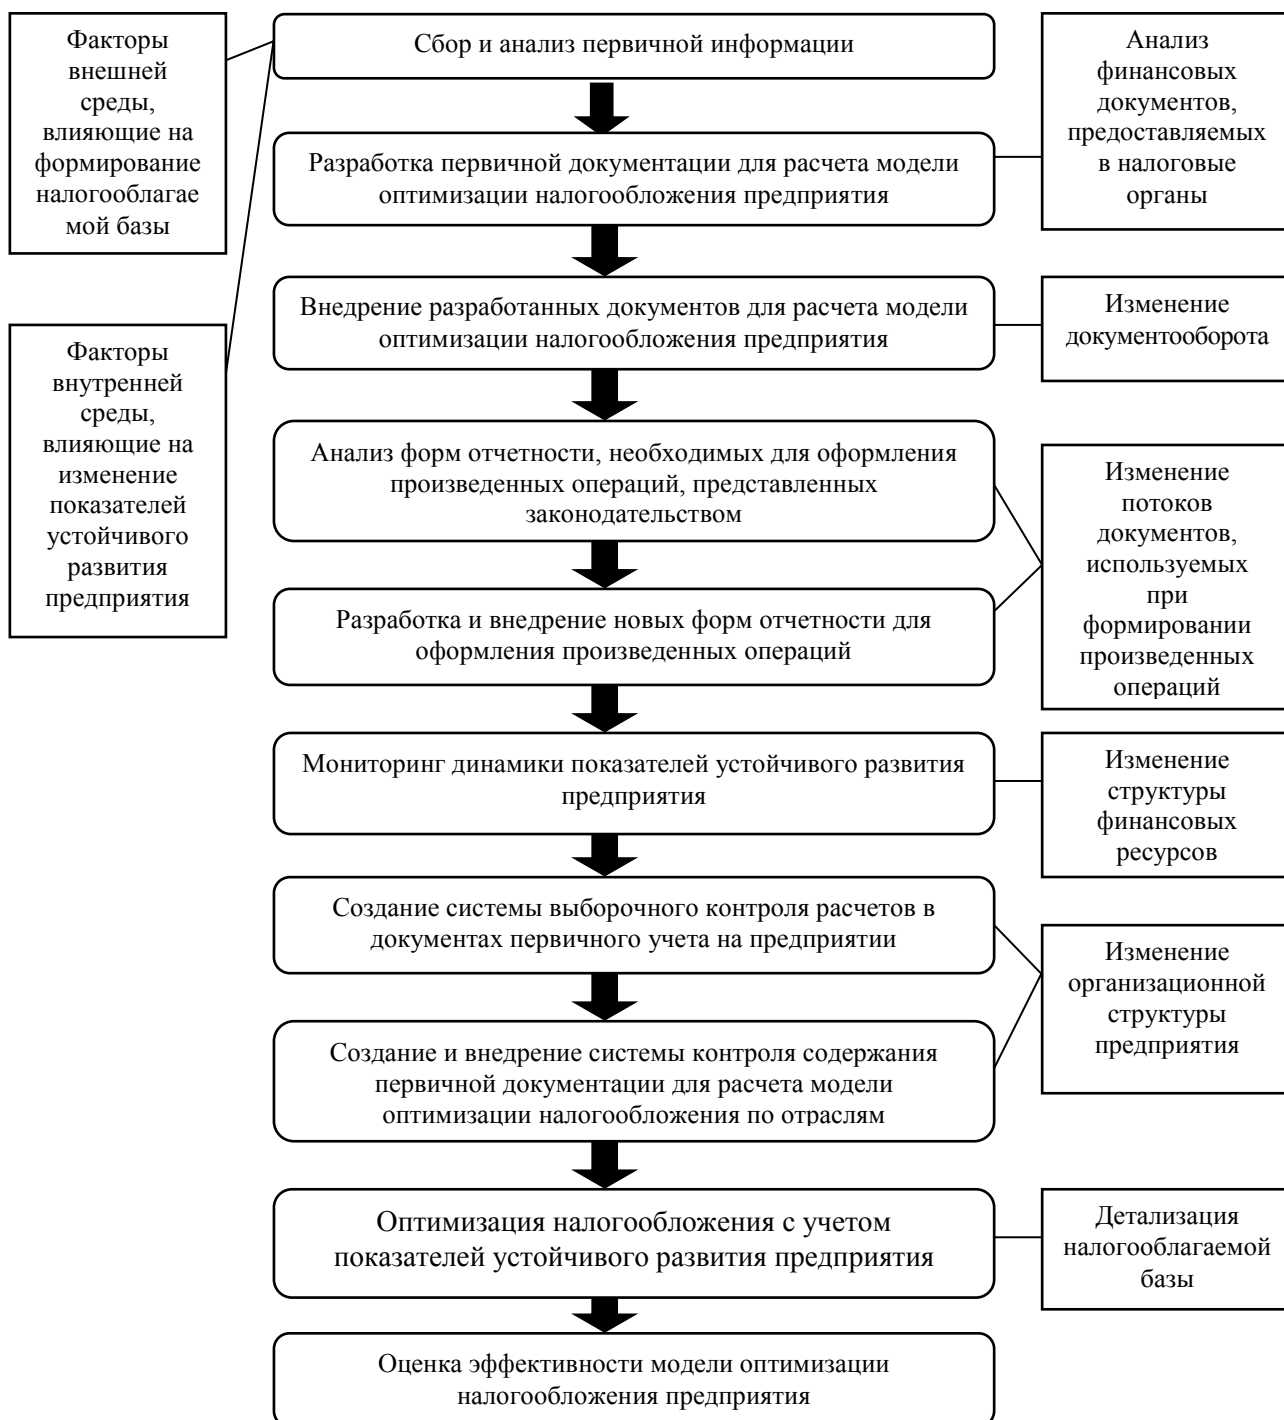 Факторы
внешней
среды,
влияющие на
формирование
налогооблагае
мой базы
Факторы
внутренней
среды,
влияющие на
изменение
показателей
устойчивого
развития
предприятия
Сбор и анализ первичной информации
Разработка первичной документации для расчета модели
оптимизации налогообложения предприятия
Внедрение разработанных документов для расчета модели
оптимизации налогообложения предприятия
Анализ форм отчетности, необходимых для оформления
произведенных операций, представленных
законодательством
Разработка и внедрение новых форм отчетности для
оформления произведенных операций
Мониторинг динамики показателей устойчивого развития
предприятия
Создание системы выборочного контроля расчетов в
документах первичного учета на предприятии
Создание и внедрение системы контроля содержания
первичной документации для расчета модели
оптимизации налогообложения по отраслям
Оптимизация налогообложения с учетом
показателей устойчивого развития предприятия
Оценка эффективности модели оптимизации
налогообложения предприятия
Анализ
финансовых
документов,
предоставляемых
в налоговые
органы
Изменение
документооборота
Изменение
потоков
документов,
используемых
при
формировании
произведенных
операций
Изменение
структуры
финансовых
ресурсов
Изменение
организационной
структуры
предприятия
Детализация
налогооблагаемой
базы